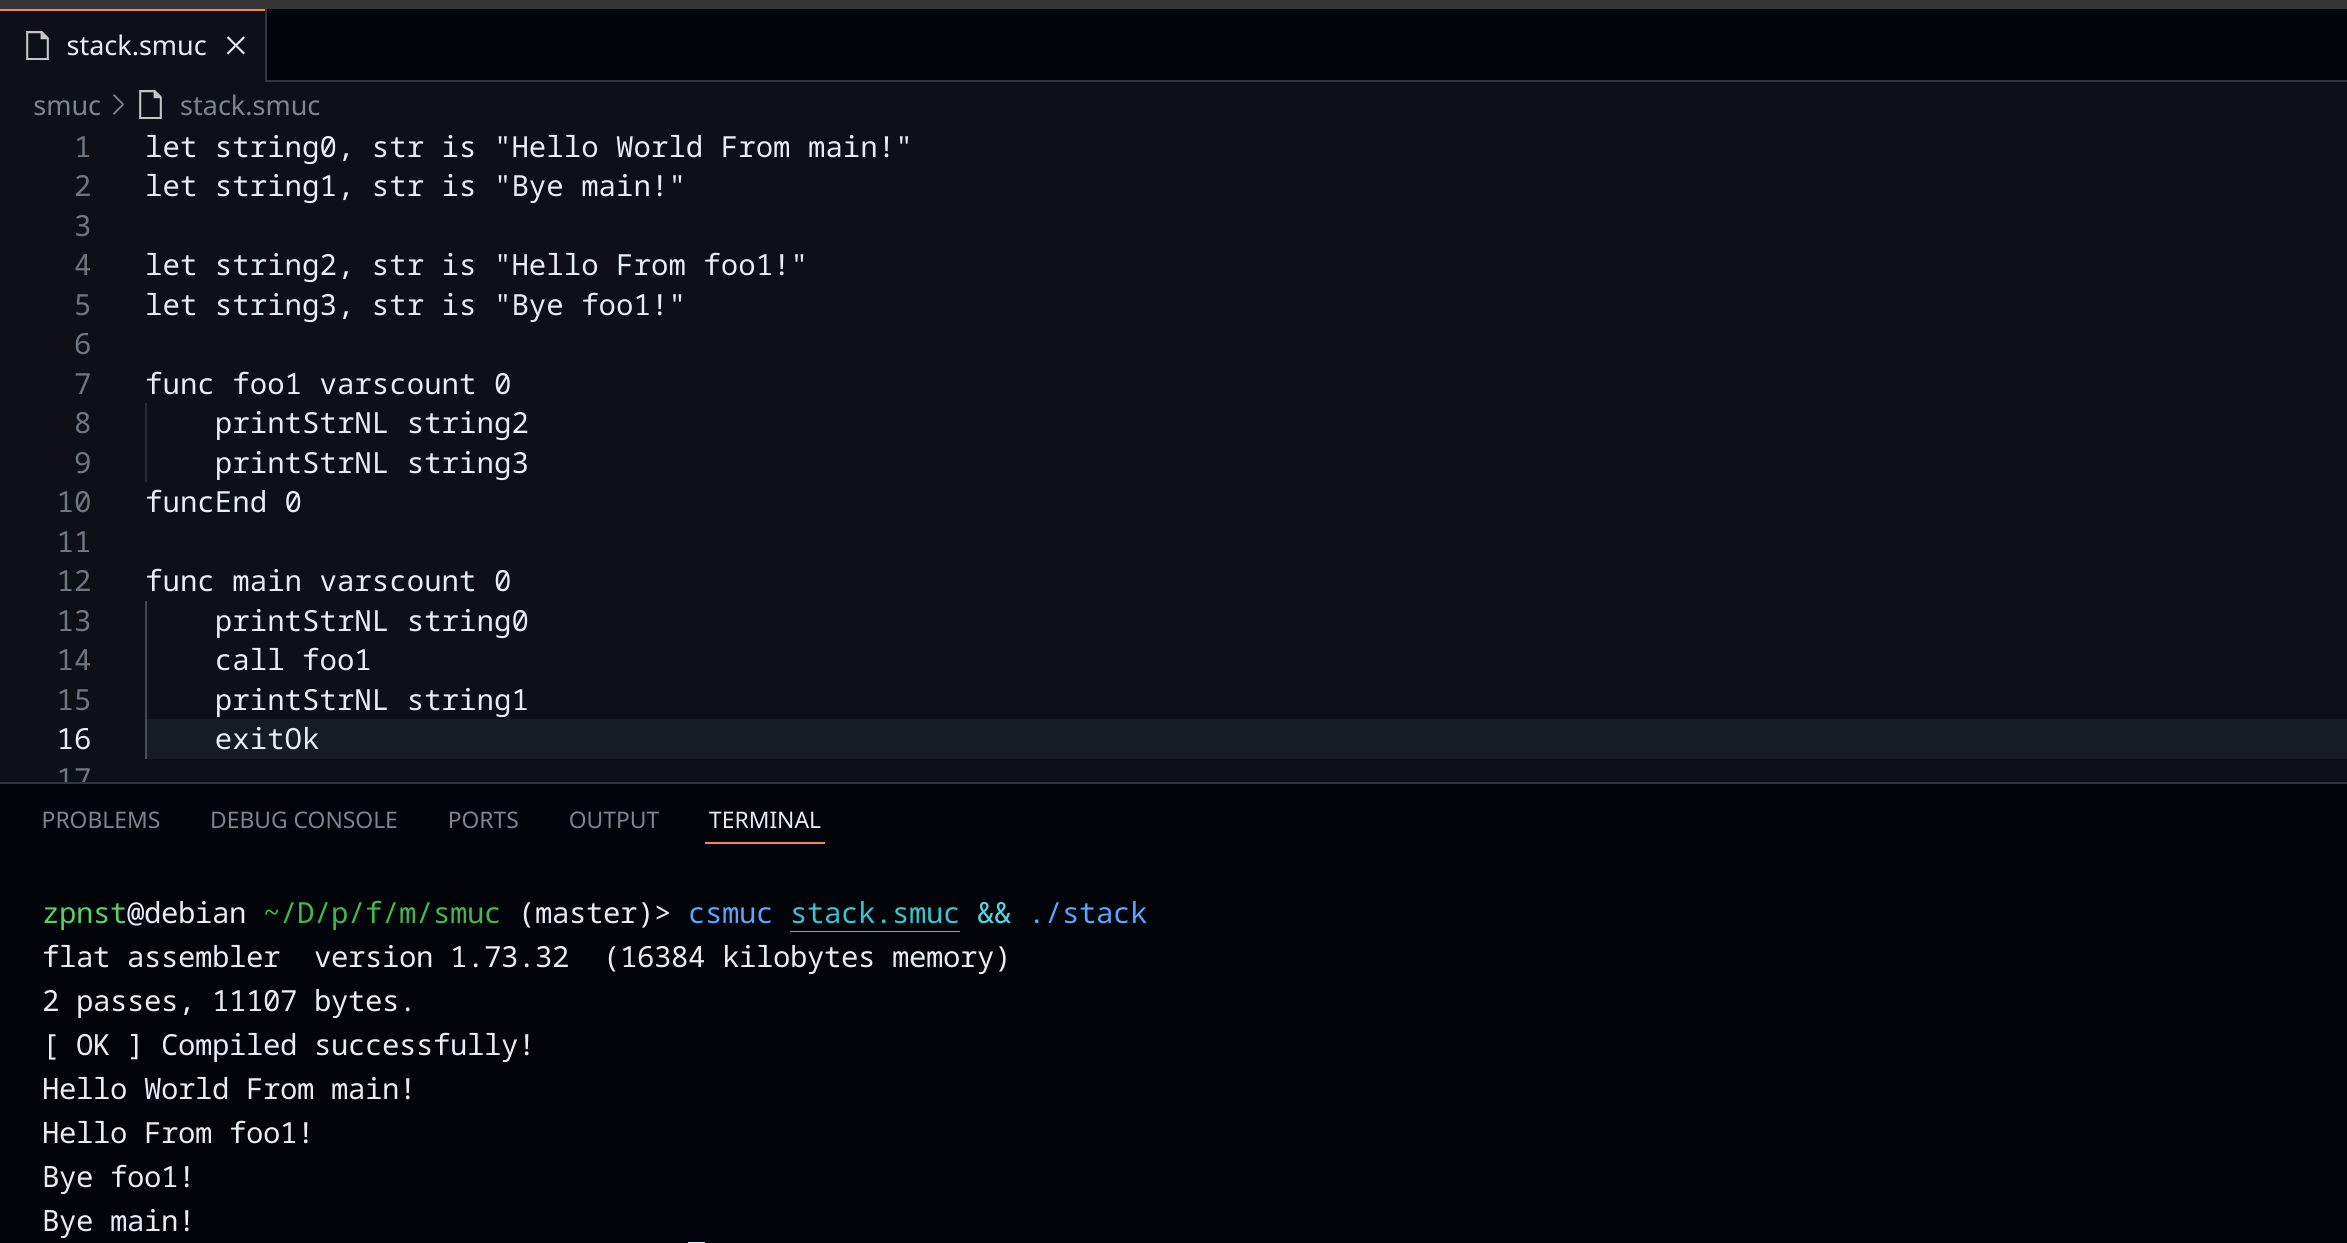 stack.smuc
smuc > stack.smuc
1 let string0, str is "Hello World From main!"
2 let string1, str is "Bye main!"
3
4 let string2, str is "Hello From foo1!"
5 let string3, str is "Bye foo1!"
6
7 func foo1 varscount 0
8     printStrNL string2
9     printStrNL string3
10 funcEnd 0
11
12 func main varscount 0
13     printStrNL string0
14     call foo1
15     printStrNL string1
16     exitOk
17
PROBLEMS DEBUG CONSOLE PORTS OUTPUT TERMINAL
zpnst@debian ~/D/p/f/m/smuc (master)> csmuc stack.smuc && ./stack
flat assembler  version 1.73.32  (16384 kilobytes memory)
2 passes, 11107 bytes.
[ OK ] Compiled successfully!
Hello World From main!
Hello From foo1!
Bye foo1!
Bye main!